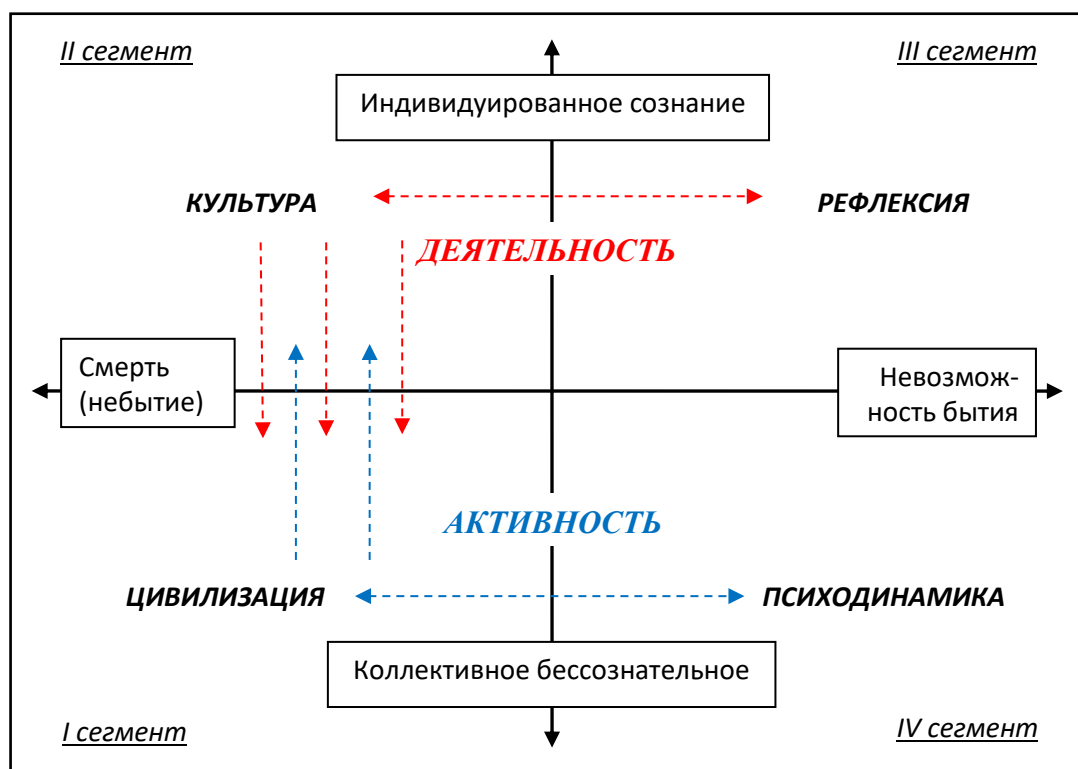 II сегмент
III сегмент
Индивидуированное сознание
КУЛЬТУРА
РЕФЛЕКСИЯ
ДЕЯТЕЛЬНОСТЬ
Смерть
(небытие)
Невозмож-
ность бытия
АКТИВНОСТЬ
ЦИВИЛИЗАЦИЯ
ПСИХОДИНАМИКА
Коллективное бессознательное
I сегмент
IV сегмент